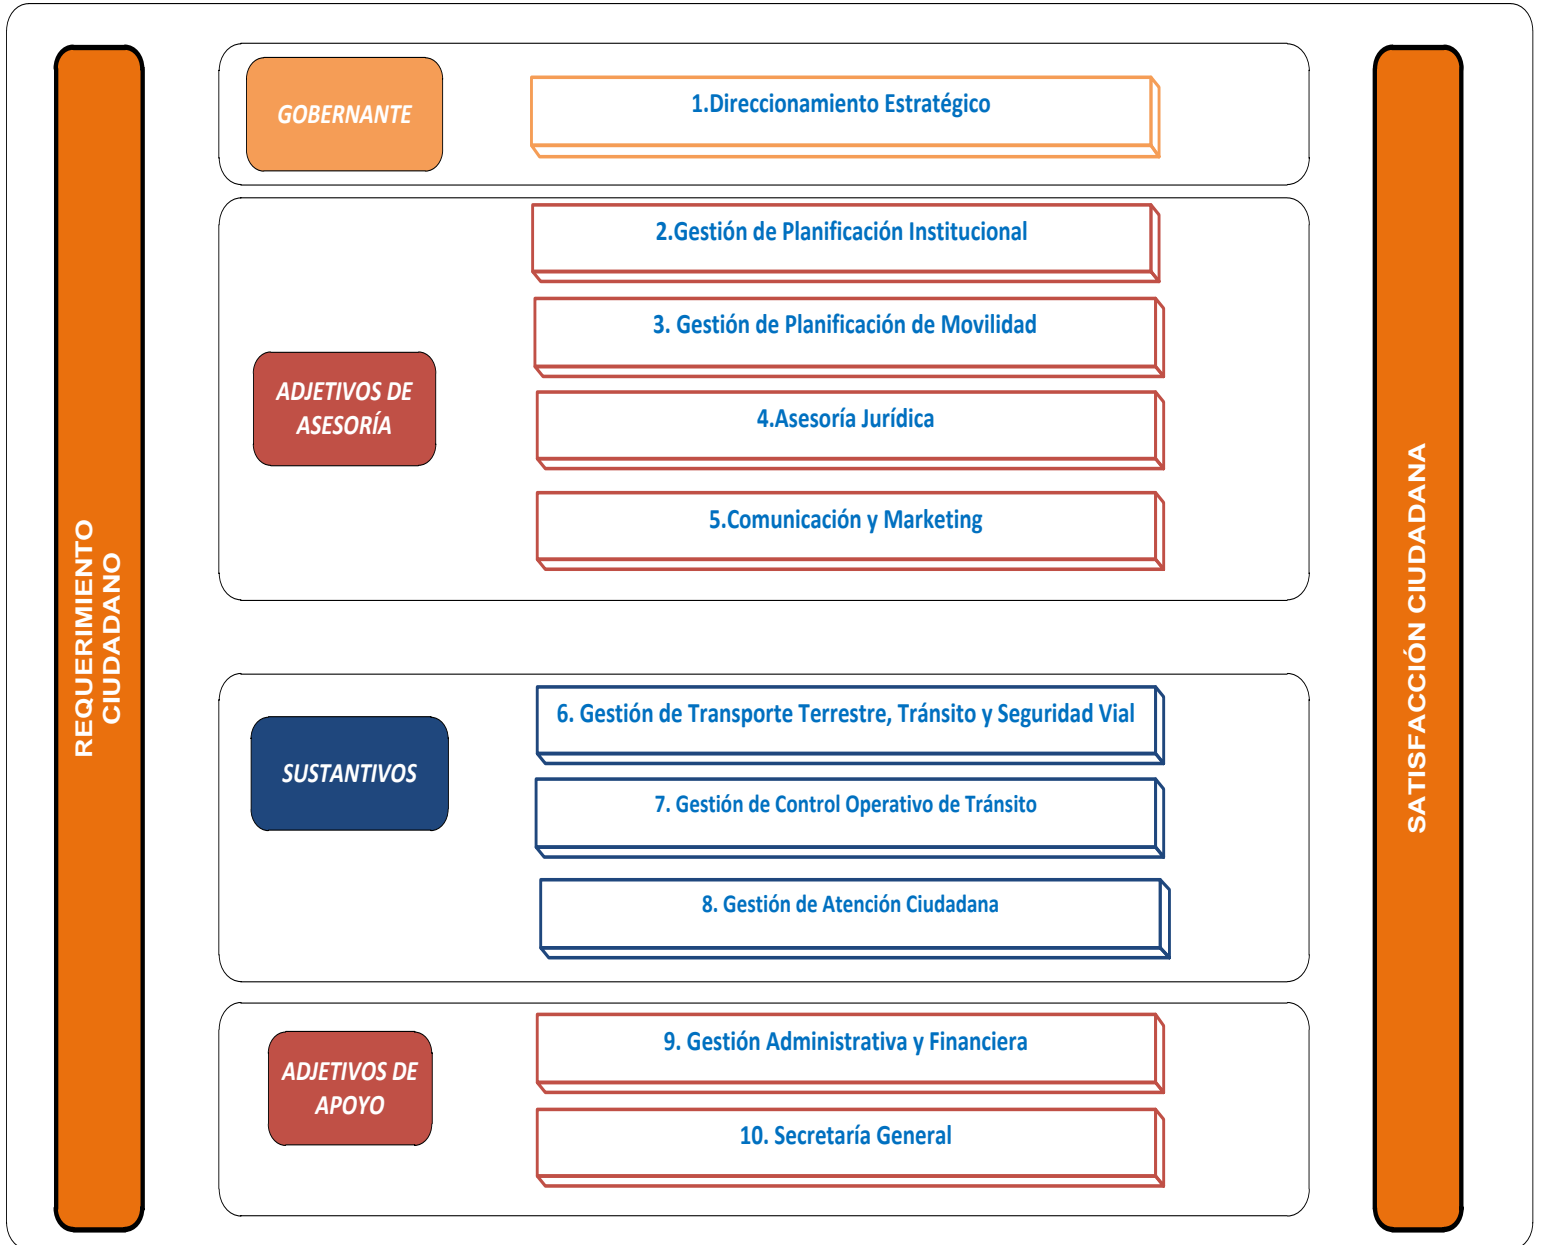 REQUERIMIENTO
CIUDADANO
GOBERNANTE
1.Direccionamiento Estratégico
ADJETIVOS DE
ASESORÍA
2.Gestión de Planificación Institucional
3. Gestión de Planificación de Movilidad
4.Asesoría Jurídica
5.Comunicación y Marketing
SUSTANTIVOS
6. Gestión de Transporte Terrestre, Tránsito y Seguridad Vial
7. Gestión de Control Operativo de Tránsito
8. Gestión de Atención Ciudadana
ADJETIVOS DE
APOYO
9. Gestión Administrativa y Financiera
10. Secretaría General
SATISFACCIÓN CIUDADANA